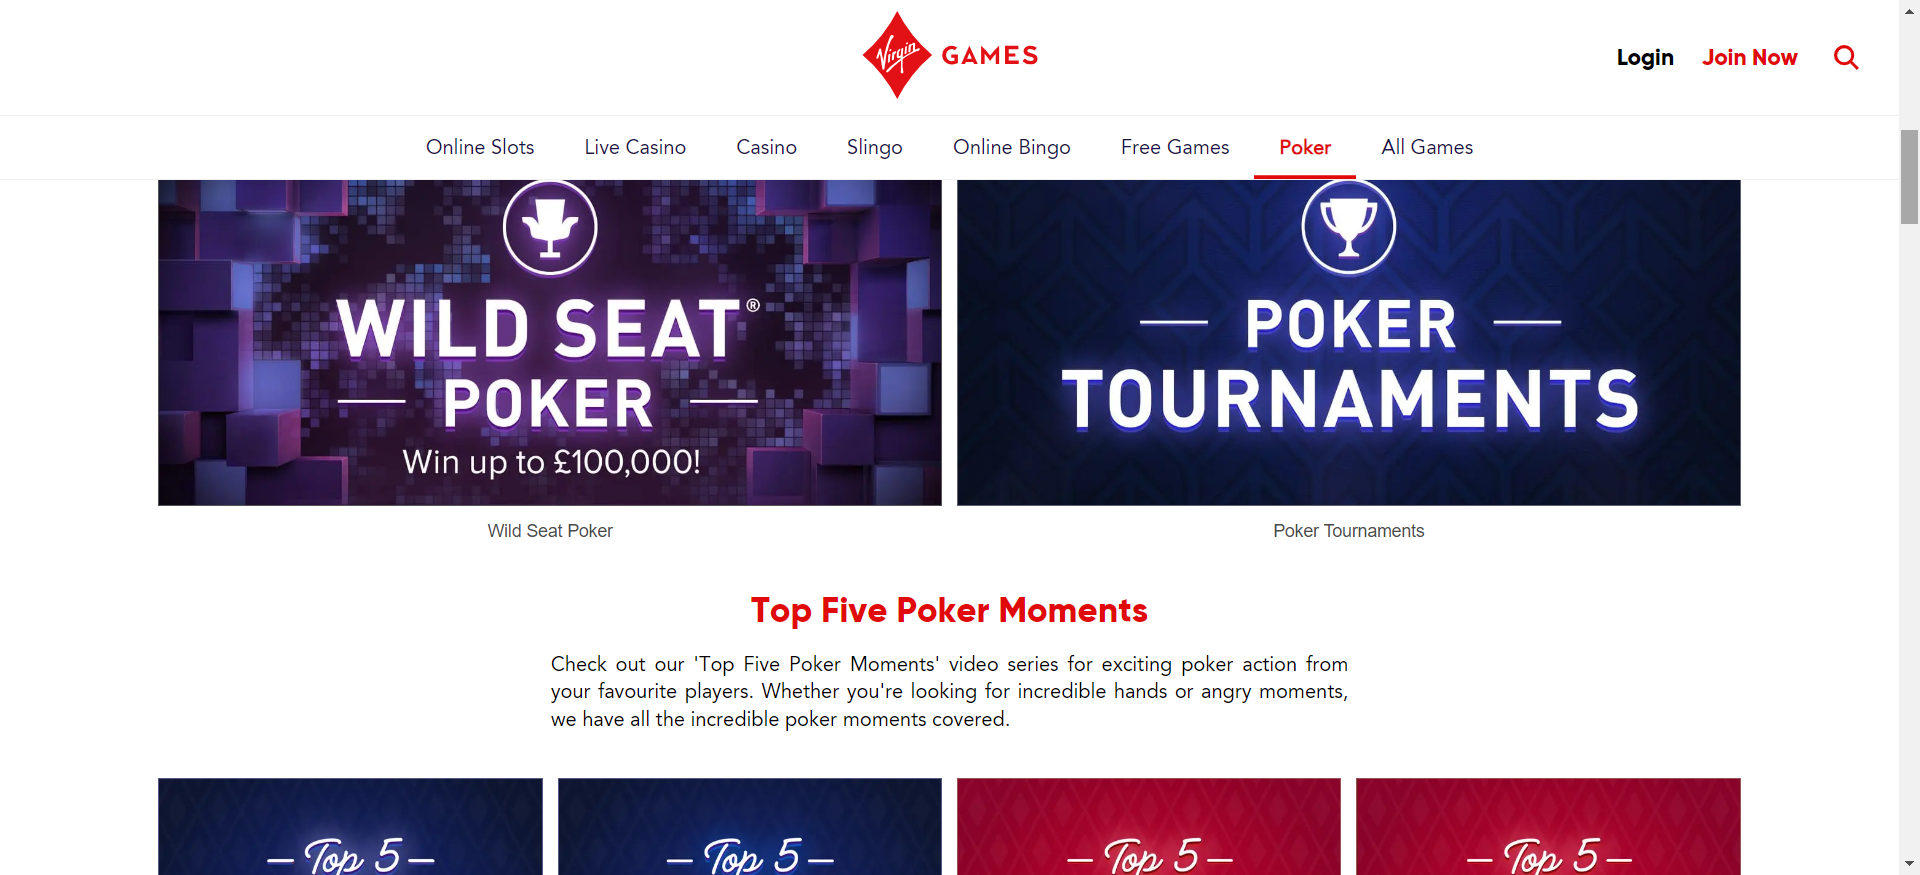 Virgin GAMES
Login
Join Now
Online Slots
Live Casino
Casino
Slingo
Online Bingo
Free Games
Poker
All Games
WILD SEAT®
POKER
Win up to £100,000!
POKER
TOURNAMENTS
Wild Seat Poker
Poker Tournaments
Top Five Poker Moments
Check out our 'Top Five Poker Moments' video series for exciting poker action from
your favourite players. Whether you're looking for incredible hands or angry moments,
we have all the incredible poker moments covered.
Top 5
Top 5
Top 5
Top 5